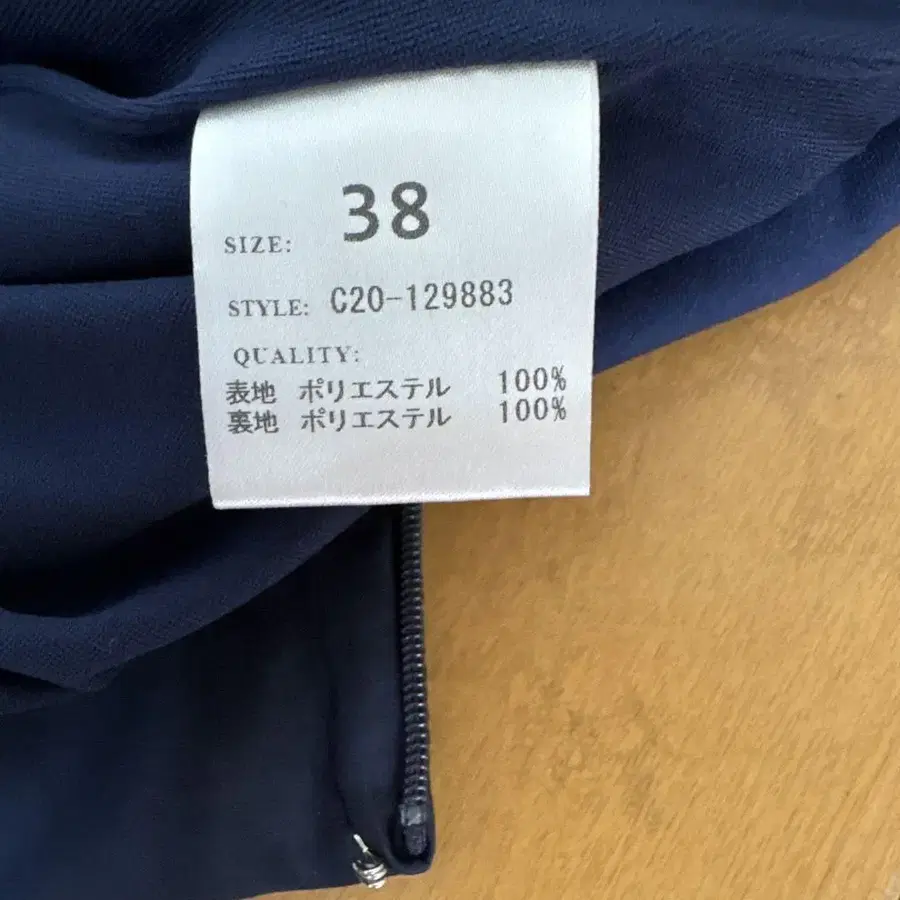 SIZE: 38
STYLE: C20-129883
QUALITY:
表地 ポリエステル 100%
裏地 ポリエステル 100%